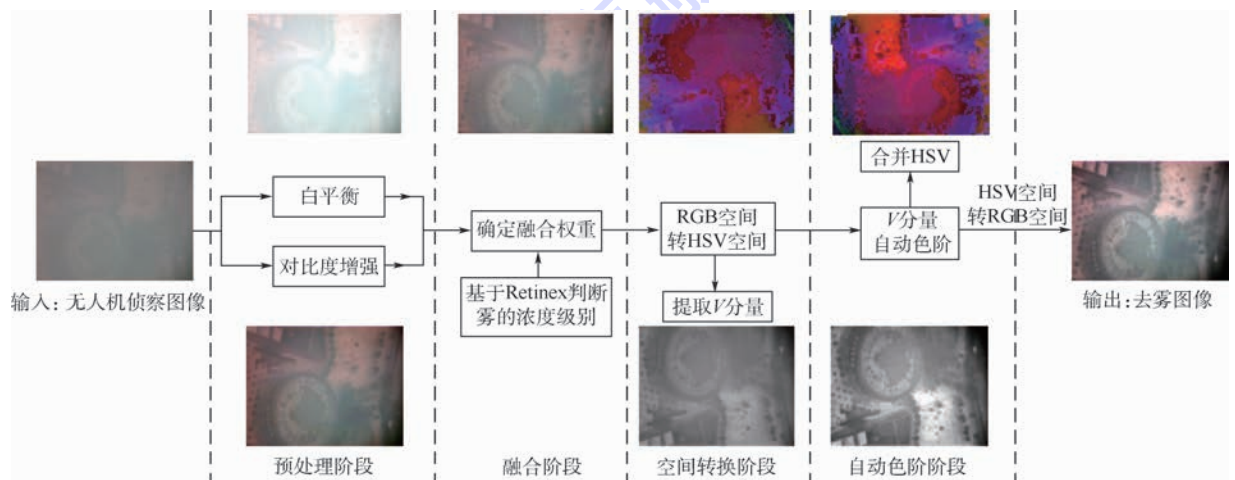 白平衡
对比度增强
输入:无人机侦察图像
预处理阶段
确定融合权重
基于Retinex判断
雾的浓度级别
融合阶段
RGB空间
转HSV空间
提取V分量
空间转换阶段
合并HSV
V分量
自动色阶
自动色阶阶段
HSV空间
转RGB空间
输出:去雾图像